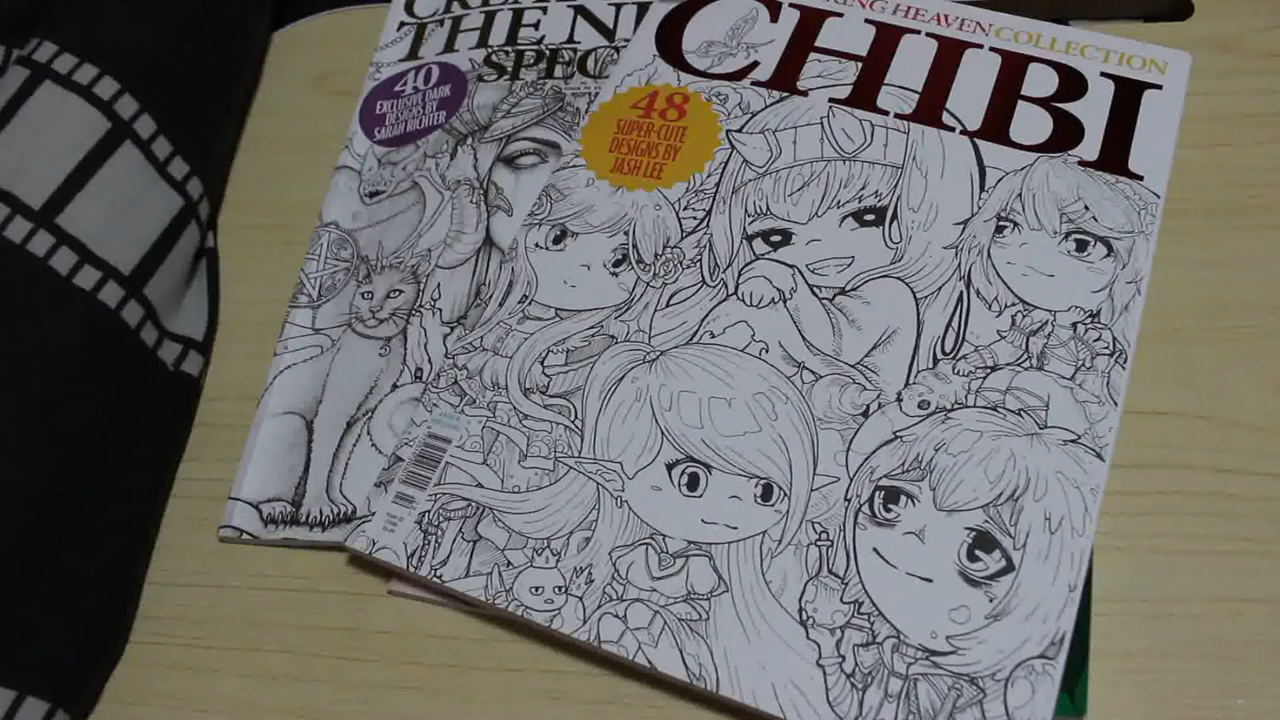 THE NI
SPEC
40
EXCLUSIVE DARK
DESIGNS BY
SARAH RICHTER
HEAVEN COLLECTION
CHIBI
48
SUPER-CUTE
DESIGNS BY
JASH LEE